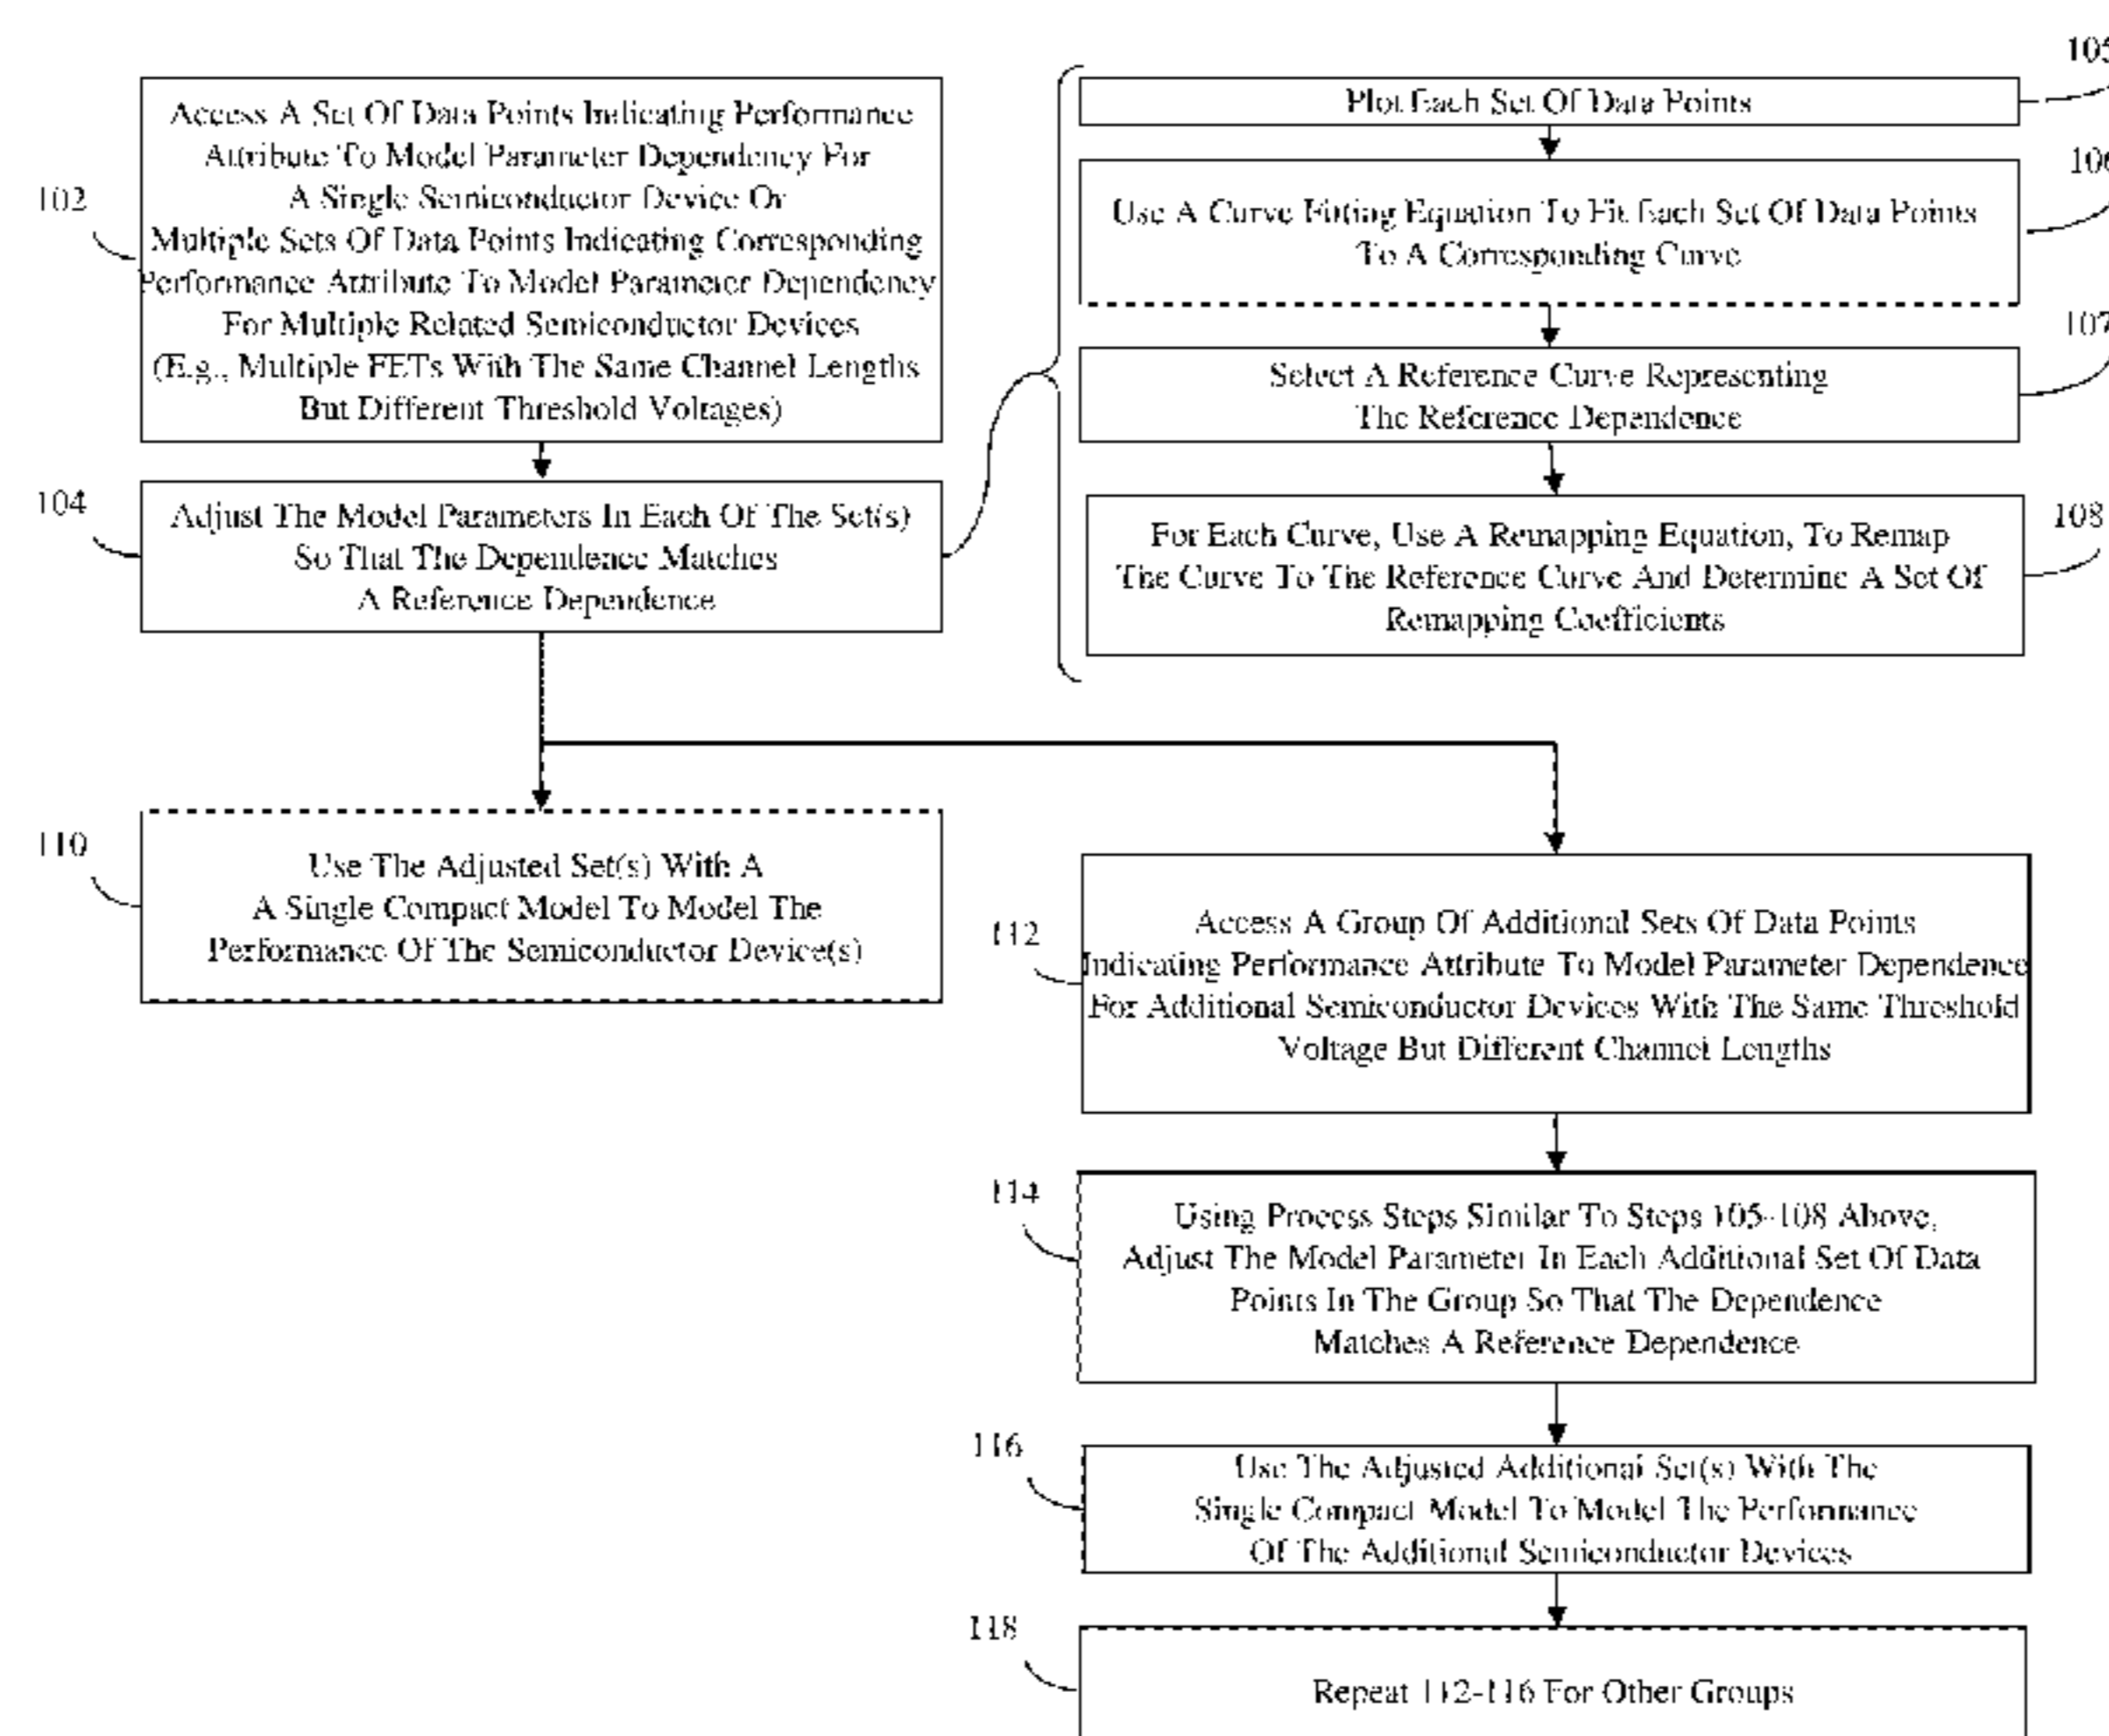 102
Access A Set Of Data Points Indicating Performance
Attribute To Model Parameter Dependency For
A Single Semiconductor Device Or
Multiple Sets Of Data Points Indicating Corresponding
Performance Attribute To Model Parameter Dependency
For Multiple Related Semiconductor Devices
(E.g., Multiple FETs With The Same Channel Lengths
But Different Threshold Voltages)
104
Adjust The Model Parameters In Each Of The Set(s)
So That The Dependence Matches
A Reference Dependence
105
Plot Each Set Of Data Points
106
Use A Curve Fitting Equation To Fit Each Set Of Data Points
To A Corresponding Curve
107
Select A Reference Curve Representing
The Reference Dependence
108
For Each Curve, Use A Remapping Equation, To Remap
The Curve To The Reference Curve And Determine A Set Of
Remapping Coefficients
110
Use The Adjusted Set(s) With A
A Single Compact Model To Model The
Performance Of The Semiconductor Device(s)
112
Access A Group Of Additional Sets Of Data Points
Indicating Performance Attribute To Model Parameter Dependence
For Additional Semiconductor Devices With The Same Threshold
Voltage But Different Channel Lengths
114
Using Process Steps Similar To Steps 105-108 Above,
Adjust The Model Parameter In Each Additional Set Of Data
Points In The Group So That The Dependence
Matches A Reference Dependence
116
Use The Adjusted Additional Set(s) With The
Single Compact Model To Model The Performance
Of The Additional Semiconductor Devices
118
Repeat 112-116 For Other Groups